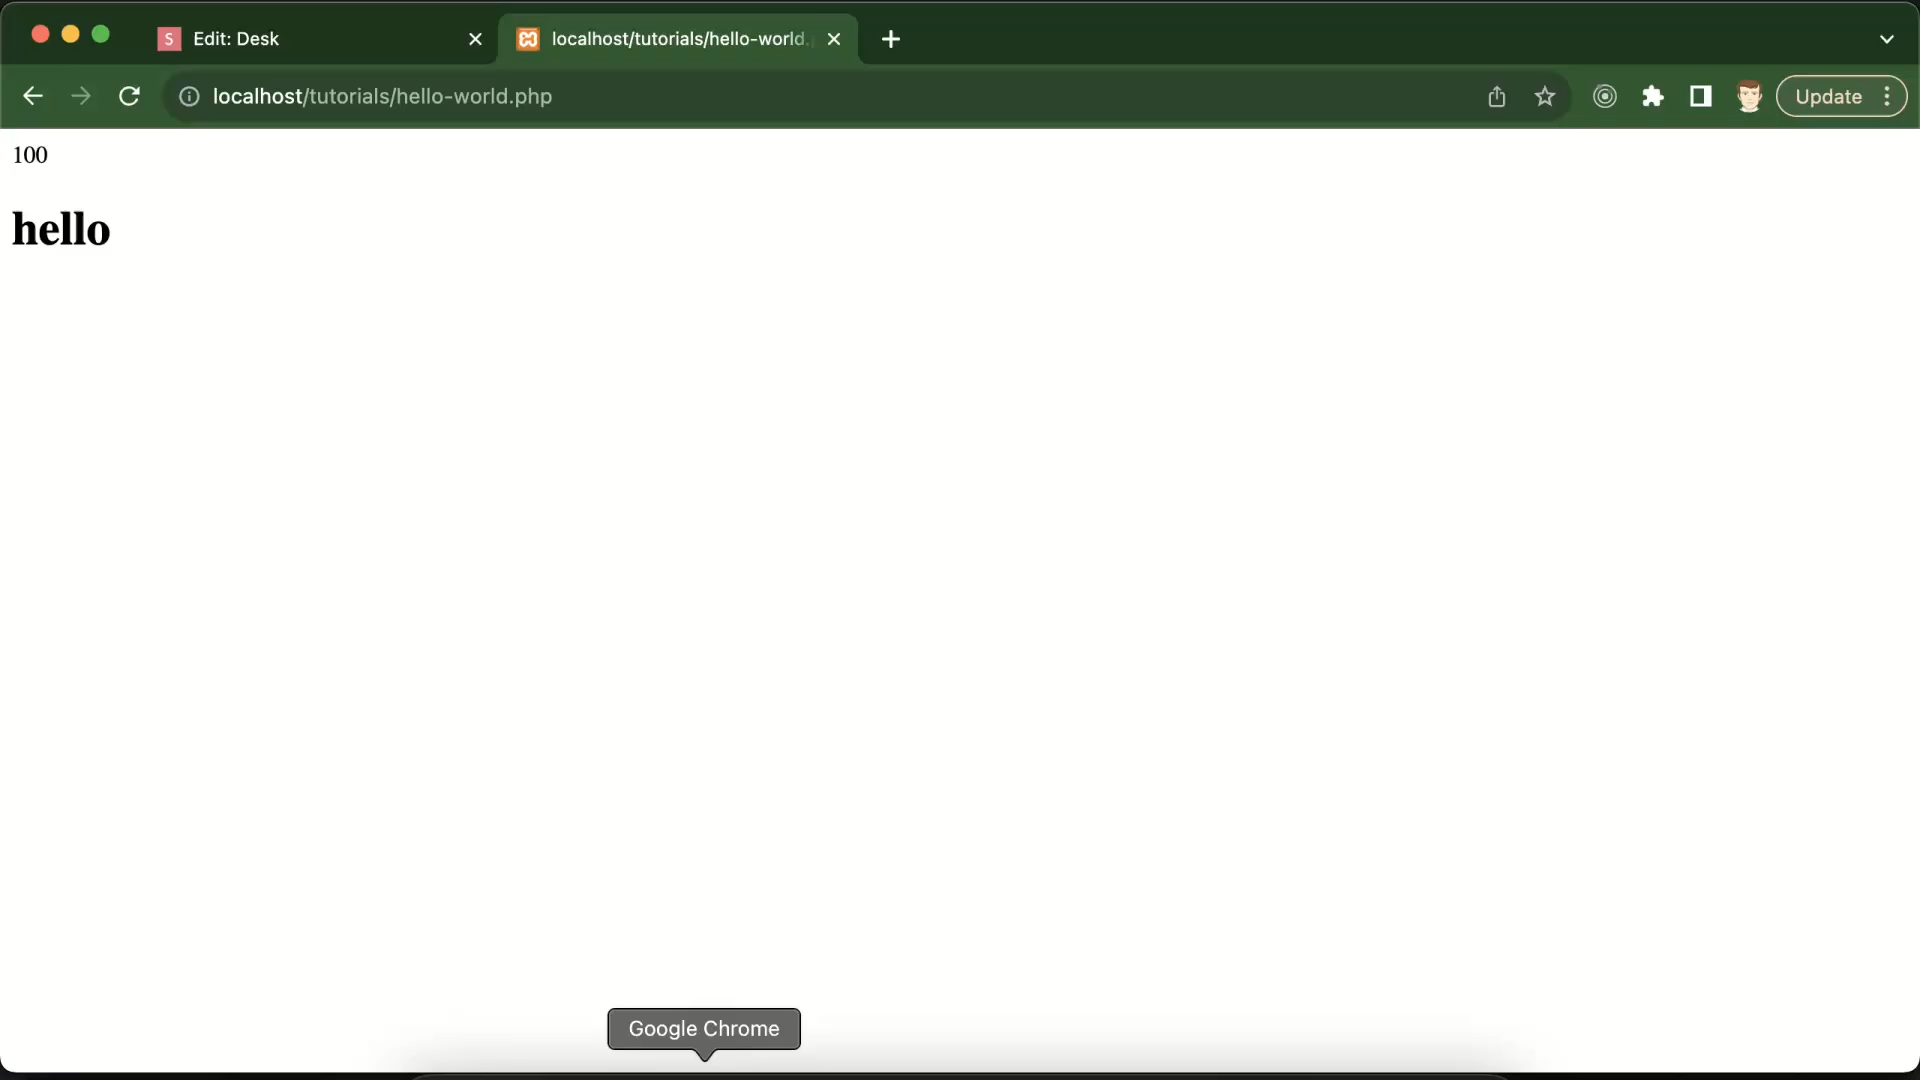 S Edit: Desk
localhost/tutorials/hello-world.
localhost/tutorials/hello-world.php
Update
100
hello
Google Chrome